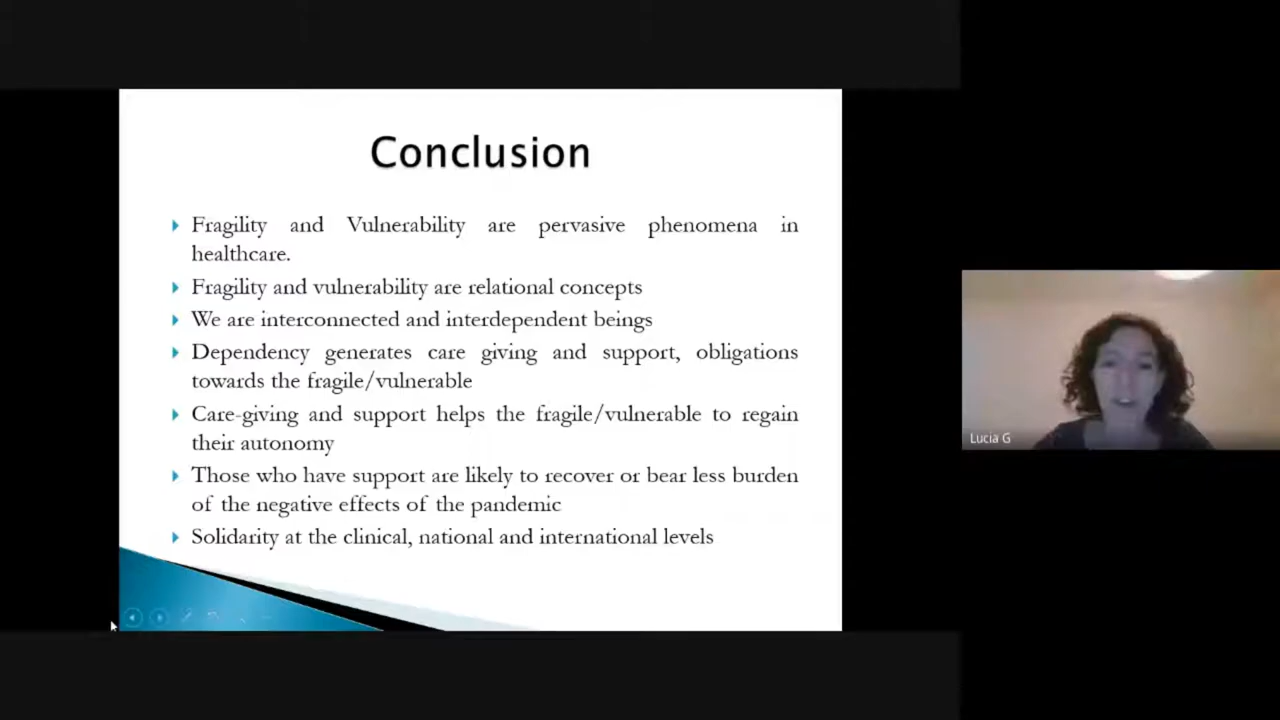 Conclusion
Fragility and Vulnerability are pervasive phenomena in
healthcare.
Fragility and vulnerability are relational concepts
We are interconnected and interdependent beings
Dependency generates care giving and support, obligations
towards the fragile/vulnerable
Care-giving and support helps the fragile/vulnerable to regain
their autonomy
Those who have support are likely to recover or bear less burden
of the negative effects of the pandemic
Solidarity at the clinical, national and international levels
Lucia G